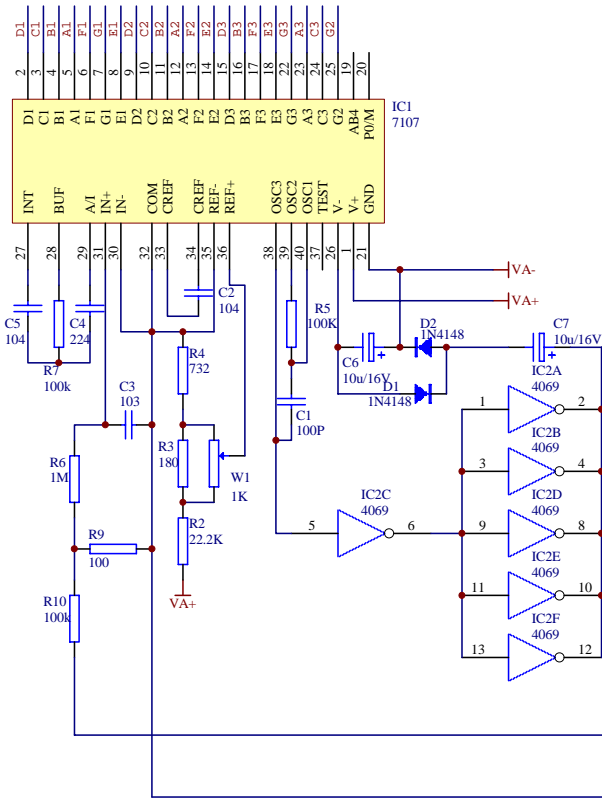 D1 C1 B1 A1 F1 G1 E1 D2 C2 B2 A2 F2 E2 D3 B3 F3 E3 G3 A3 C3 G2
2 3 4 5 6 7 8 9 10 11 12 13 14 15 16 17 18 22 23 24 25 19 20
D1 C1 B1 A1 F1 G1 E1 D2 C2 B2 A2 F2 E2 D3 B3 F3 E3 G3 A3 C3 G2 AB4 P0/M
IC1
7107
INT BUF A/I IN+ IN- COM CREF CREF REF- REF+ OSC3 OSC2 OSC1 TEST V- V+ GND
27 28 29 31 30 32 33 34 35 36 38 39 40 37 26 1 21
VA-
VA+
C5
104
C4
224
C2
104
R5
100K
D2
1N4148
C7
10u/16V
R7
100k
R4
732
C6
10u/16V
D1
1N4148
C3
103
C1
100P
IC2A
4069
1
2
R6
1M
R3
180
W1
1K
IC2B
4069
3
4
R2
22.2K
IC2C
4069
5
6
IC2D
4069
9
8
R9
100
IC2E
4069
11
10
R10
100k
VA+
IC2F
4069
13
12